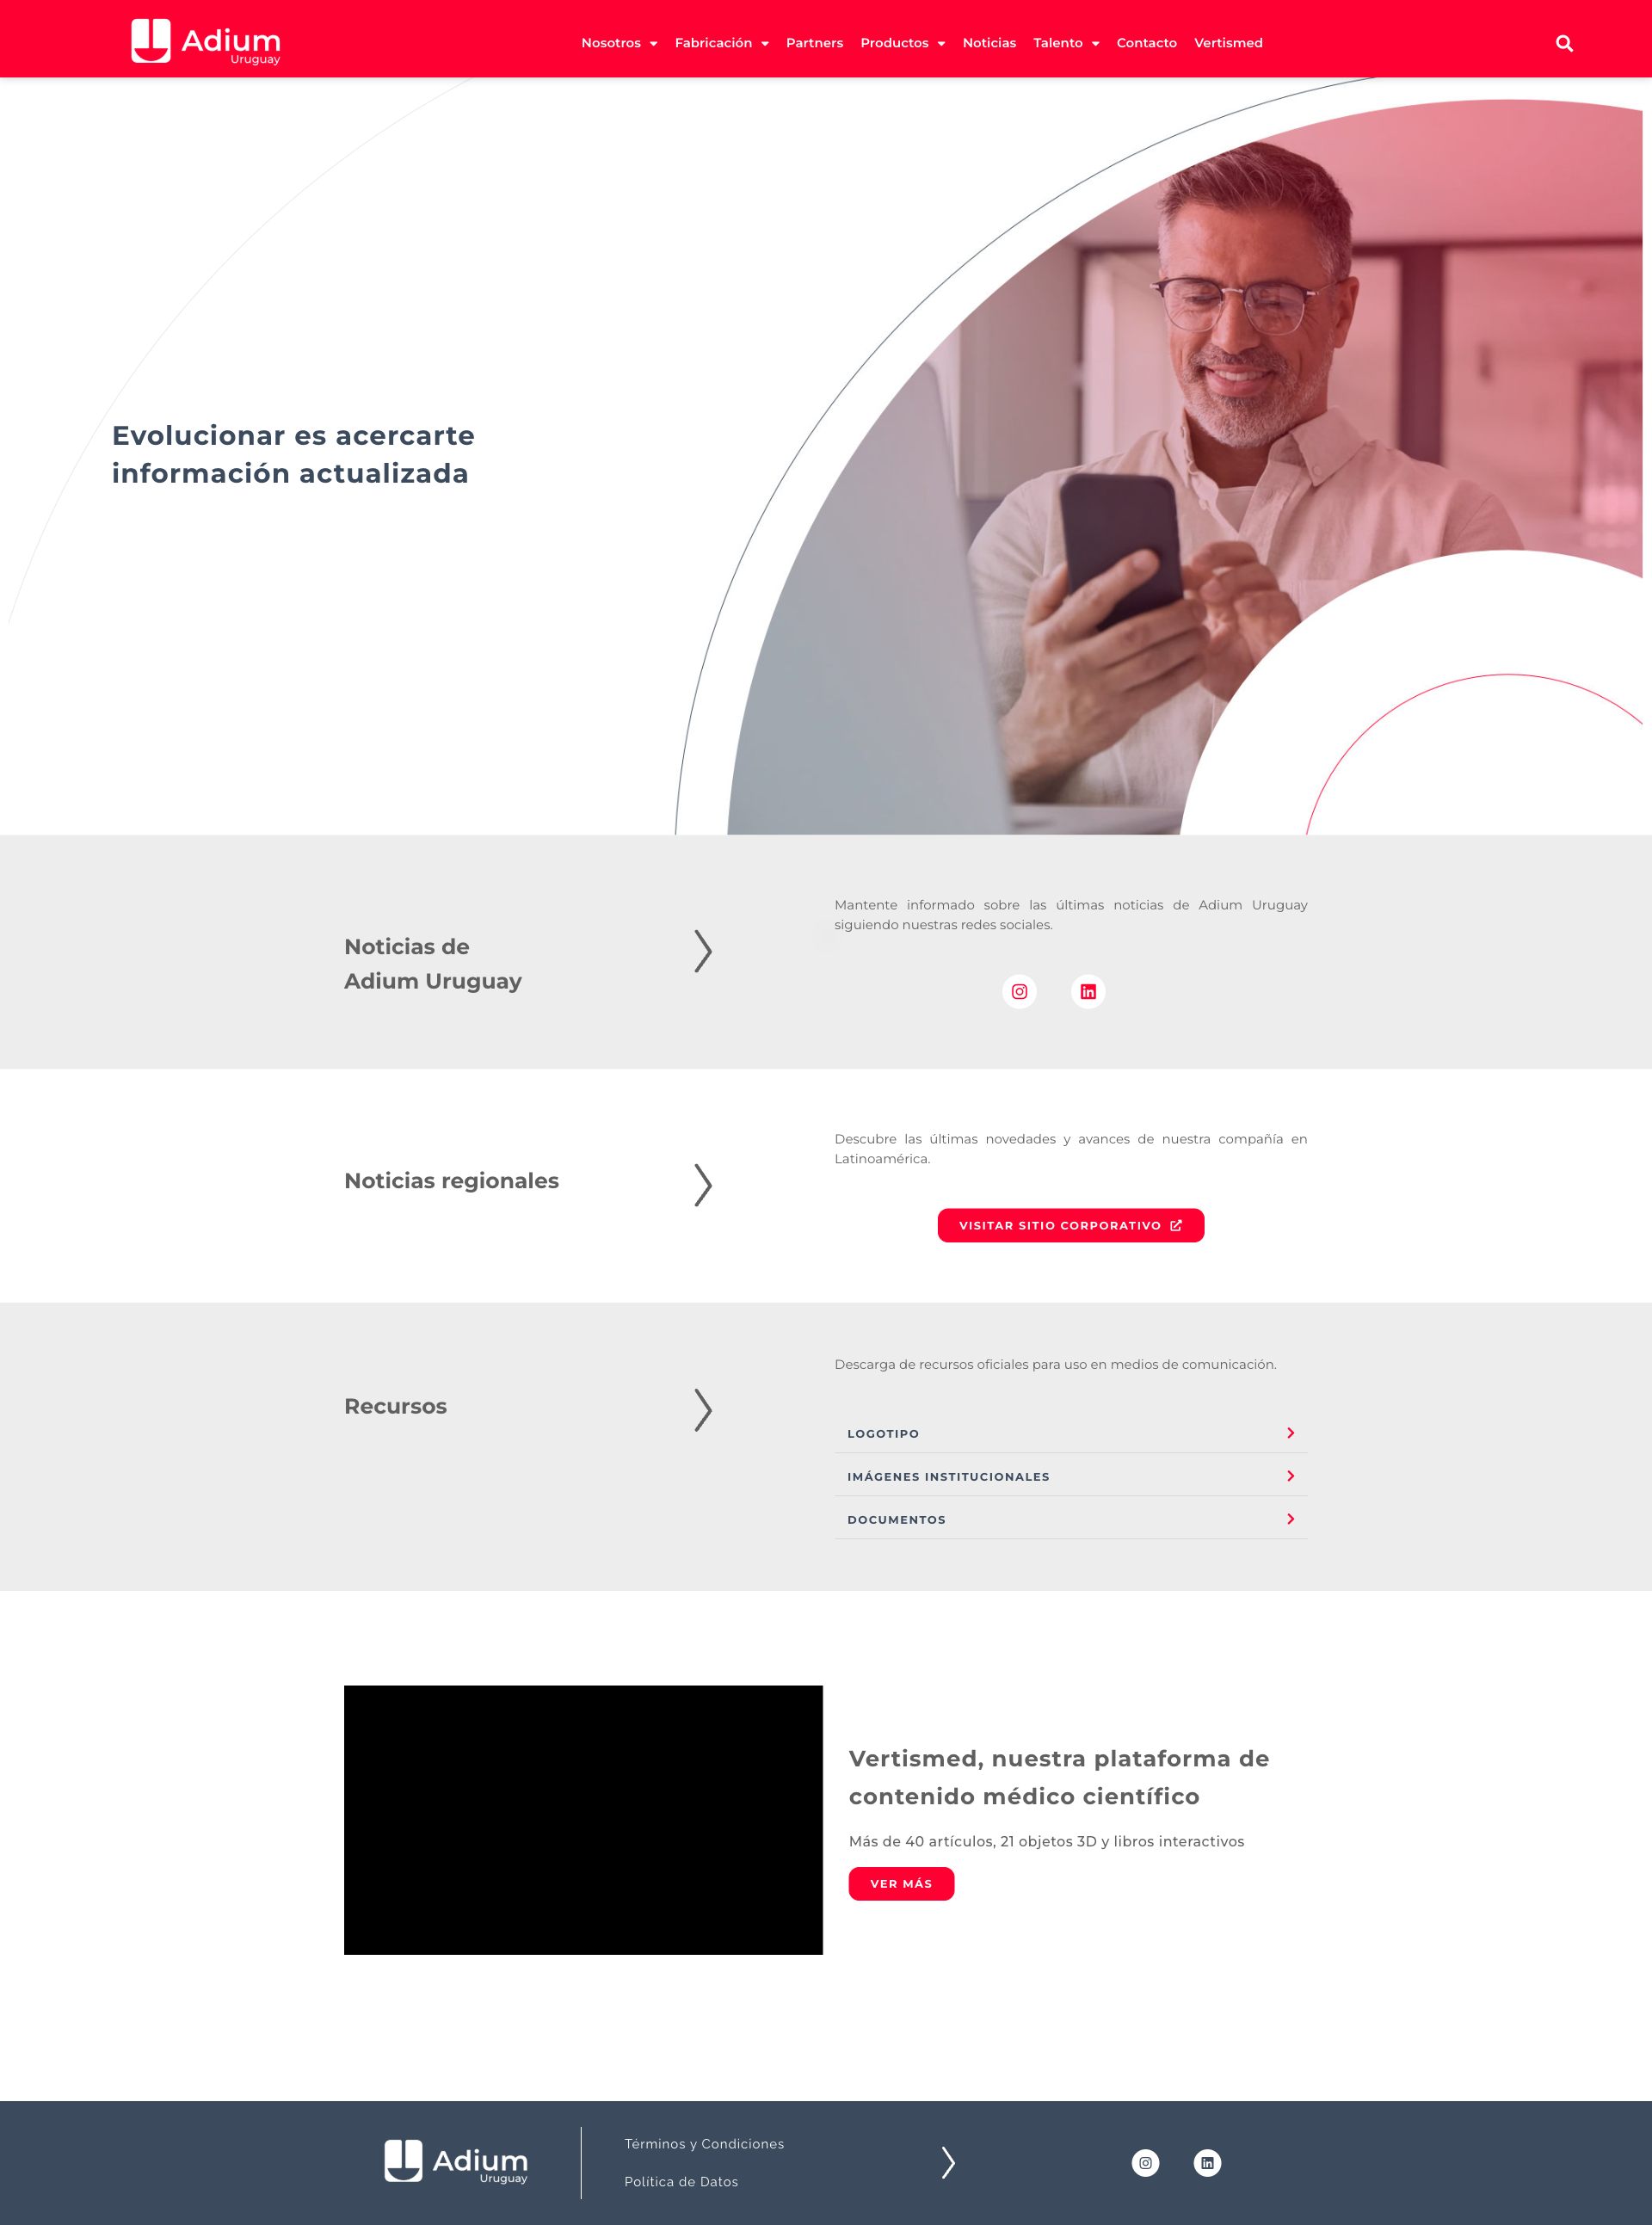 Adium
Uruguay
Nosotros Fabricación Partners Productos Noticias Talento Contacto Vertismed
Evolucionar es acercarte
información actualizada
Noticias de
Adium Uruguay
Mantente informado sobre las últimas noticias de Adium Uruguay
siguiendo nuestras redes sociales.
Noticias regionales
Descubre las últimas novedades y avances de nuestra compañía en
Latinoamérica.
VISITAR SITIO CORPORATIVO
Recursos
Descarga de recursos oficiales para uso en medios de comunicación.
LOGOTIPO
IMÁGENES INSTITUCIONALES
DOCUMENTOS
Vertismed, nuestra plataforma de
contenido médico científico
Más de 40 artículos, 21 objetos 3D y libros interactivos
VER MÁS
Adium
Uruguay
Términos y Condiciones
Política de Datos